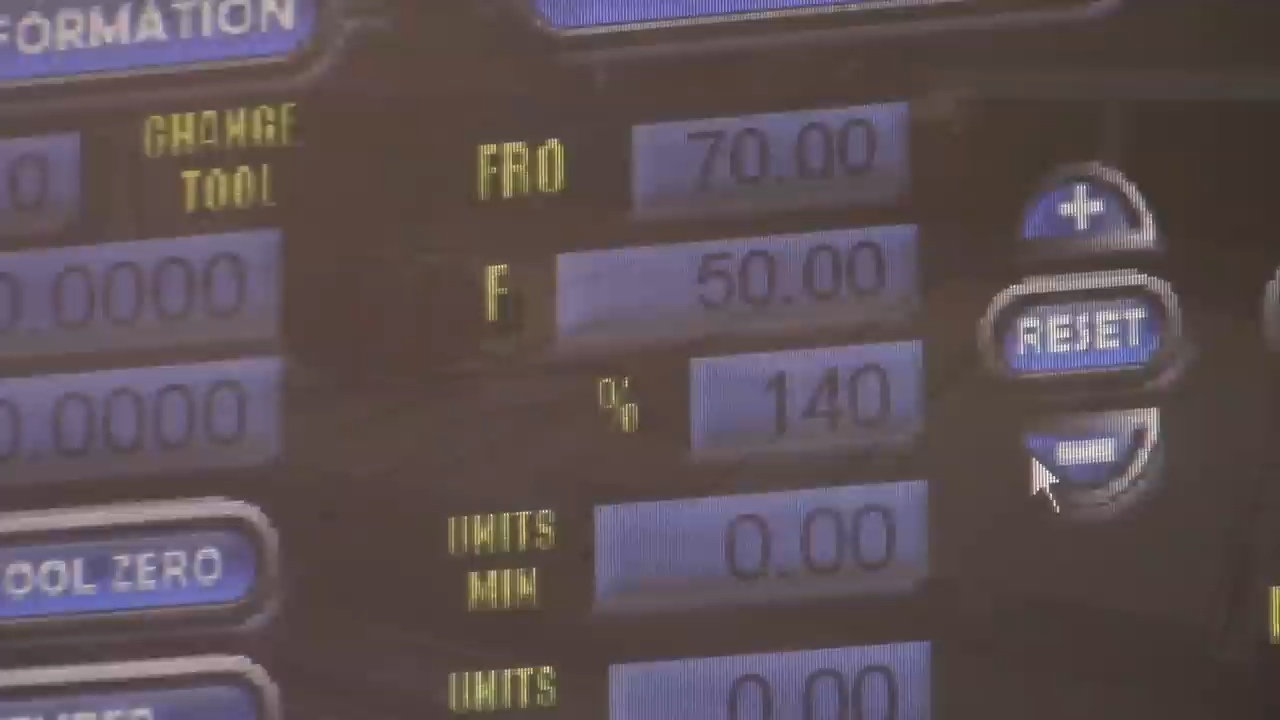 FORMATION
CHANGE
TOOL
0
0.0000
0.0000
OOL ZERO
FRO 70.00
F 50.00
% 140
UNITS
MIN 0.00
UNITS 0.00
+
RESET
-